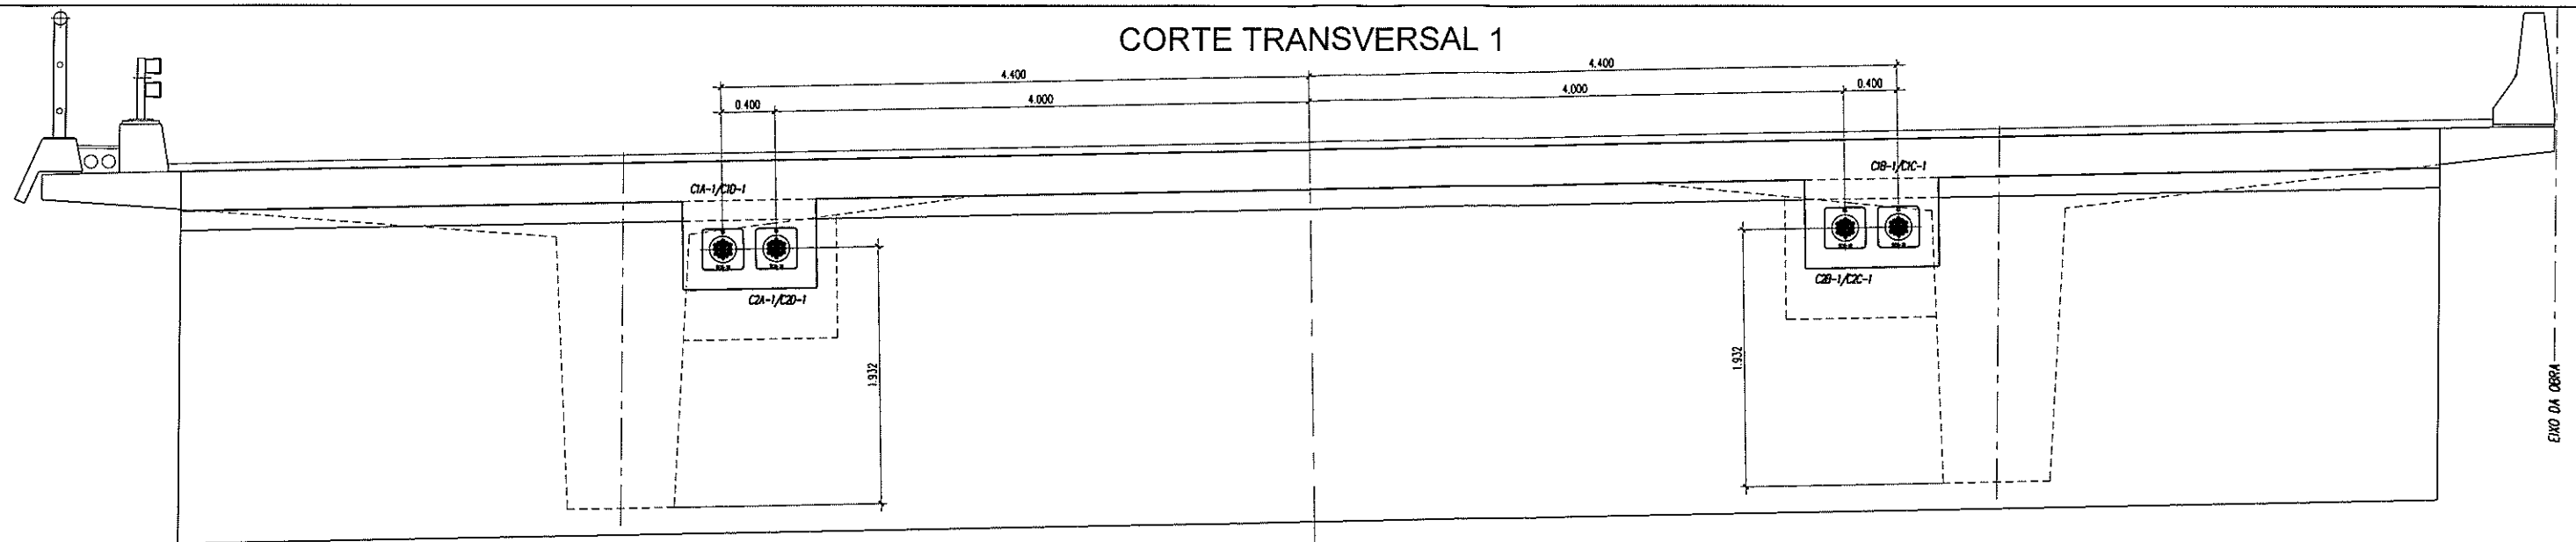 CORTE TRANSVERSAL 1
4.400
4.400
0.400
4.000
4.000
0.400
C1A-1/C1D-1
C1B-1/C1C-1
C2A-1/C2D-1
C2B-1/C2C-1
1.932
1.932
EIXO DA OBRA